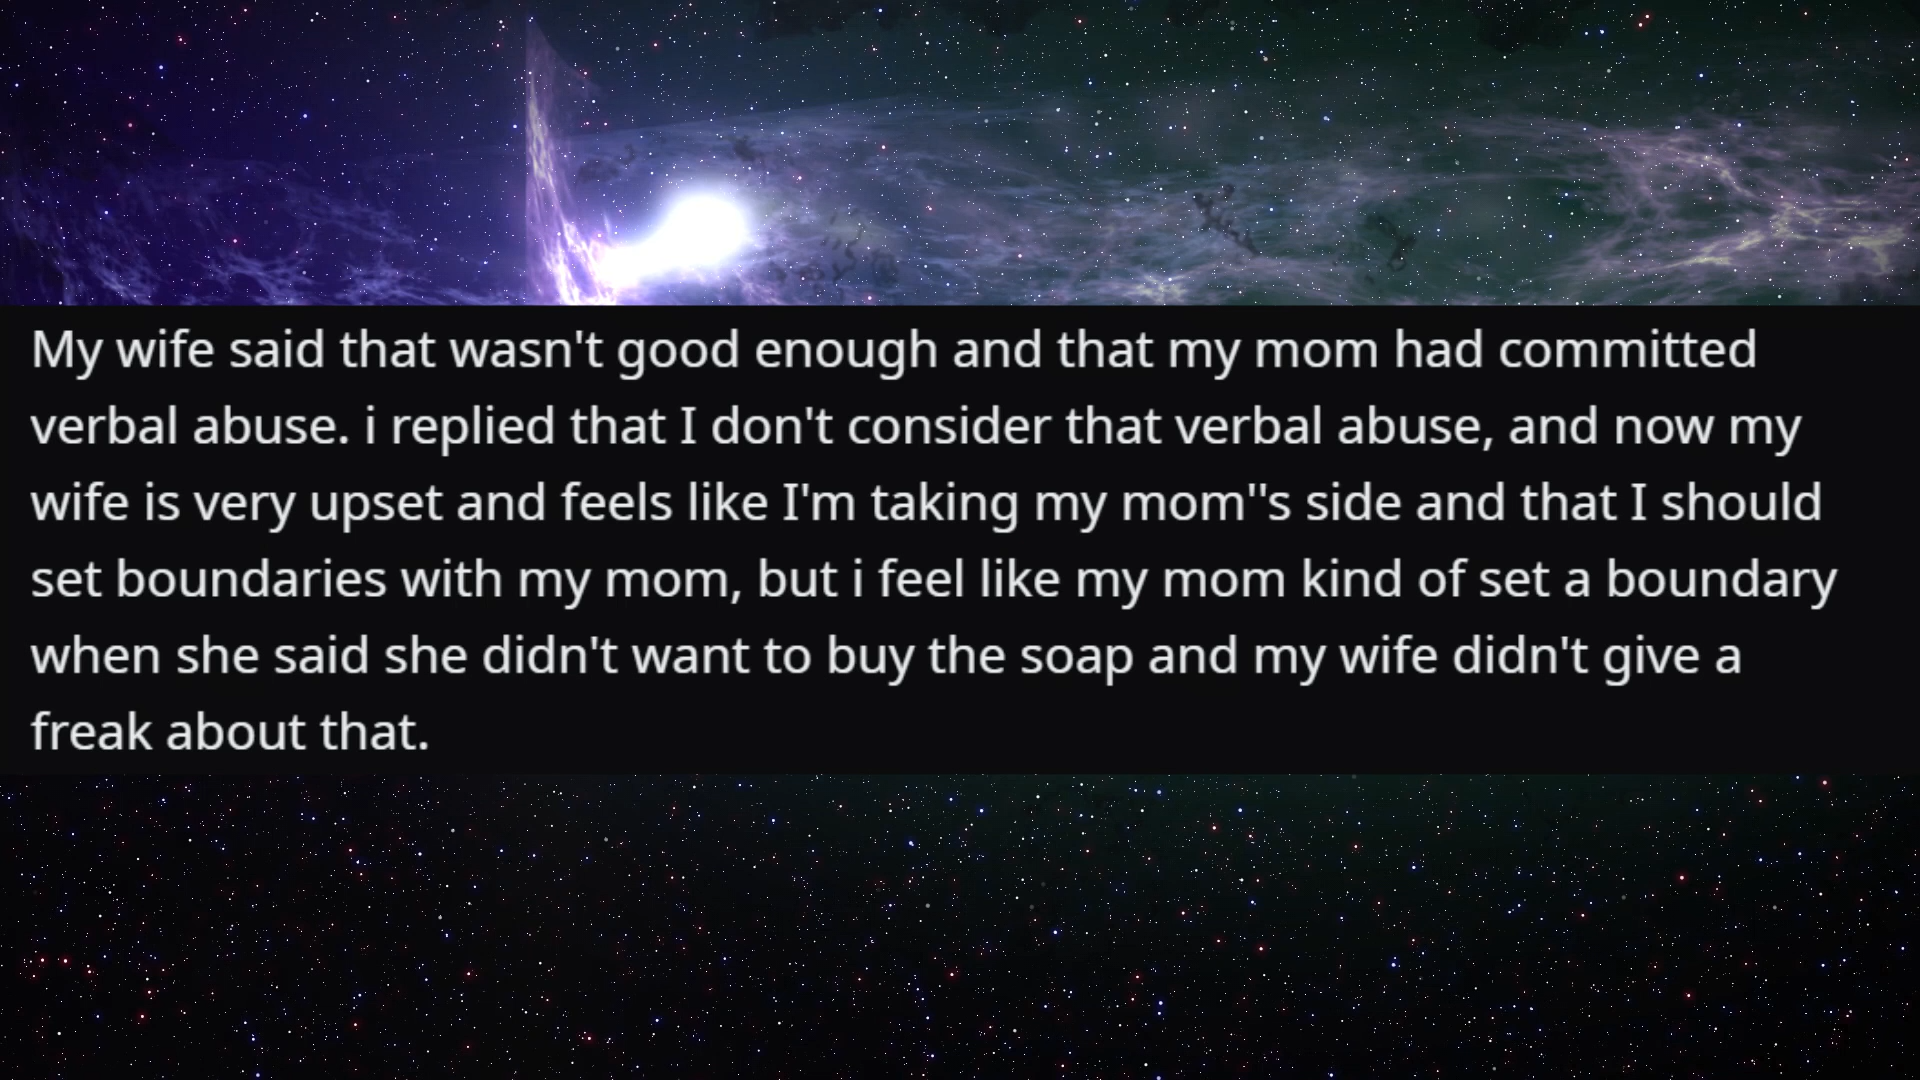 My wife said that wasn't good enough and that my mom had committed
verbal abuse. i replied that I don't consider that verbal abuse, and now my
wife is very upset and feels like I'm taking my mom''s side and that I should
set boundaries with my mom, but i feel like my mom kind of set a boundary
when she said she didn't want to buy the soap and my wife didn't give a
freak about that.